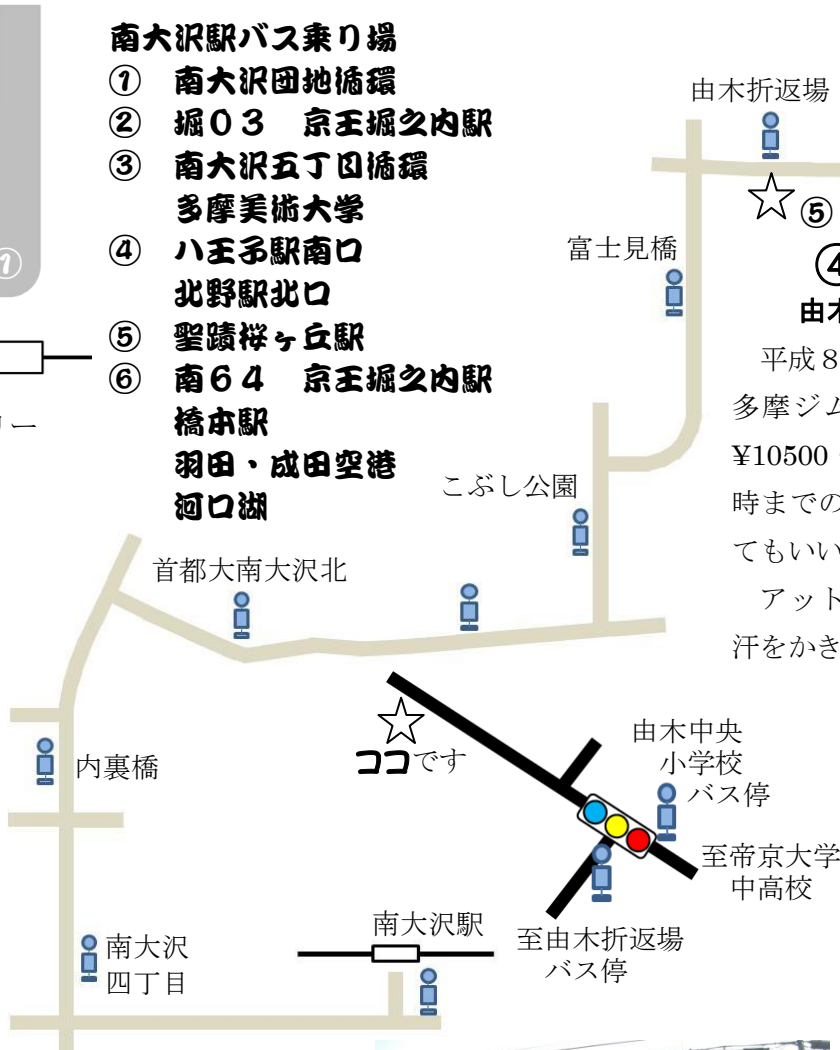 南大沢駅バス乗り場
① 南大沢団地循環
② 堀03 京王堀之内駅
③ 南大沢五丁目循環
多摩美術大学
④ 八王子駅南口
北野駅北口
⑤ 聖蹟桜ヶ丘駅
⑥ 南64 京王堀之内駅
橋本駅
羽田・成田空港
河口湖
①
リー
由木折返場
☆⑤
④
由木
富士見橋
平成8
多摩ジム
¥10500
時までの
てもいい
アット
汗をかき
こぶし公園
首都大南大沢北
内裏橋
☆
ココです
由木中央
小学校
バス停
至帝京大学
中高校
至由木折返場
バス停
南大沢駅
南大沢
四丁目